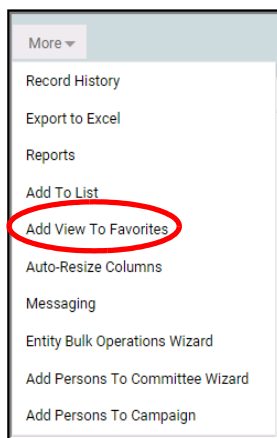 More
Record History
Export to Excel
Reports
Add To List
Add View To Favorites
Auto-Resize Columns
Messaging
Entity Bulk Operations Wizard
Add Persons To Committee Wizard
Add Persons To Campaign